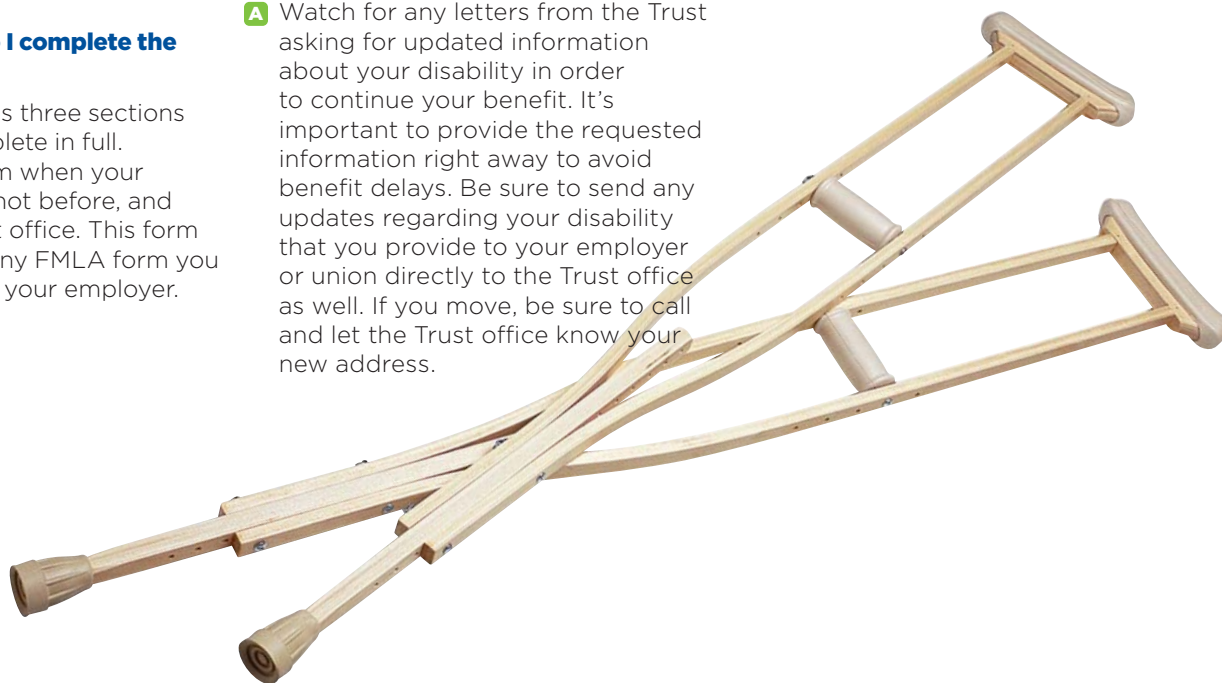 I complete the
s three sections
plete in full.
m when your
not before, and
t office. This form
ny FMLA form you
your employer.
A Watch for any letters from the Trust
asking for updated information
about your disability in order
to continue your benefit. It's
important to provide the requested
information right away to avoid
benefit delays. Be sure to send any
updates regarding your disability
that you provide to your employer
or union directly to the Trust office
as well. If you move, be sure to call
and let the Trust office know your
new address.